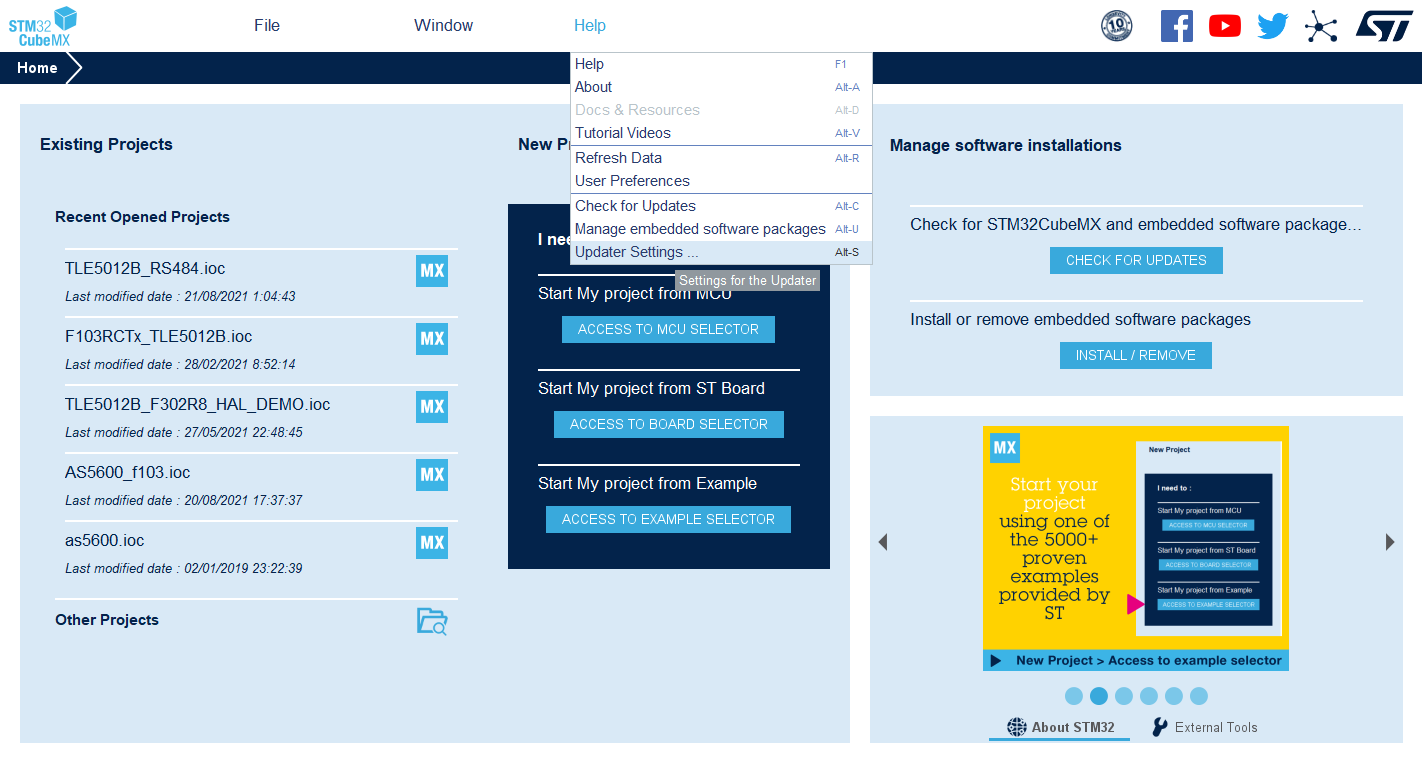 STM32
CubeMX
File
Window
Help
10
Home
Help F1
About Alt-A
Docs & Resources Alt-D
Tutorial Videos Alt-V
Refresh Data Alt-R
User Preferences
Check for Updates Alt-C
Manage embedded software packages Alt-U
Updater Settings ... Alt-S
Settings for the Updater
Existing Projects
Recent Opened Projects
TLE5012B_RS484.ioc
MX
Last modified date : 21/08/2021 1:04:43
F103RCTx_TLE5012B.ioc
MX
Last modified date : 28/02/2021 8:52:14
TLE5012B_F302R8_HAL_DEMO.ioc
MX
Last modified date : 27/05/2021 22:48:45
AS5600_f103.ioc
MX
Last modified date : 20/08/2021 17:37:37
as5600.ioc
MX
Last modified date : 02/01/2019 23:22:39
Other Projects
New P
I nee
Start My project from MCU
ACCESS TO MCU SELECTOR
Start My project from ST Board
ACCESS TO BOARD SELECTOR
Start My project from Example
ACCESS TO EXAMPLE SELECTOR
Manage software installations
Check for STM32CubeMX and embedded software package...
CHECK FOR UPDATES
Install or remove embedded software packages
INSTALL / REMOVE
MX
Start your
project
using one of
the 5000+
proven
examples
provided by
ST
New Project
I need to :
Start My project from MCU
ACCESS TO MCU SELECTOR
Start My project from ST Board
ACCESS TO BOARD SELECTOR
Start My project from Example
ACCESS TO EXAMPLE SELECTOR
New Project > Access to example selector
About STM32
External Tools